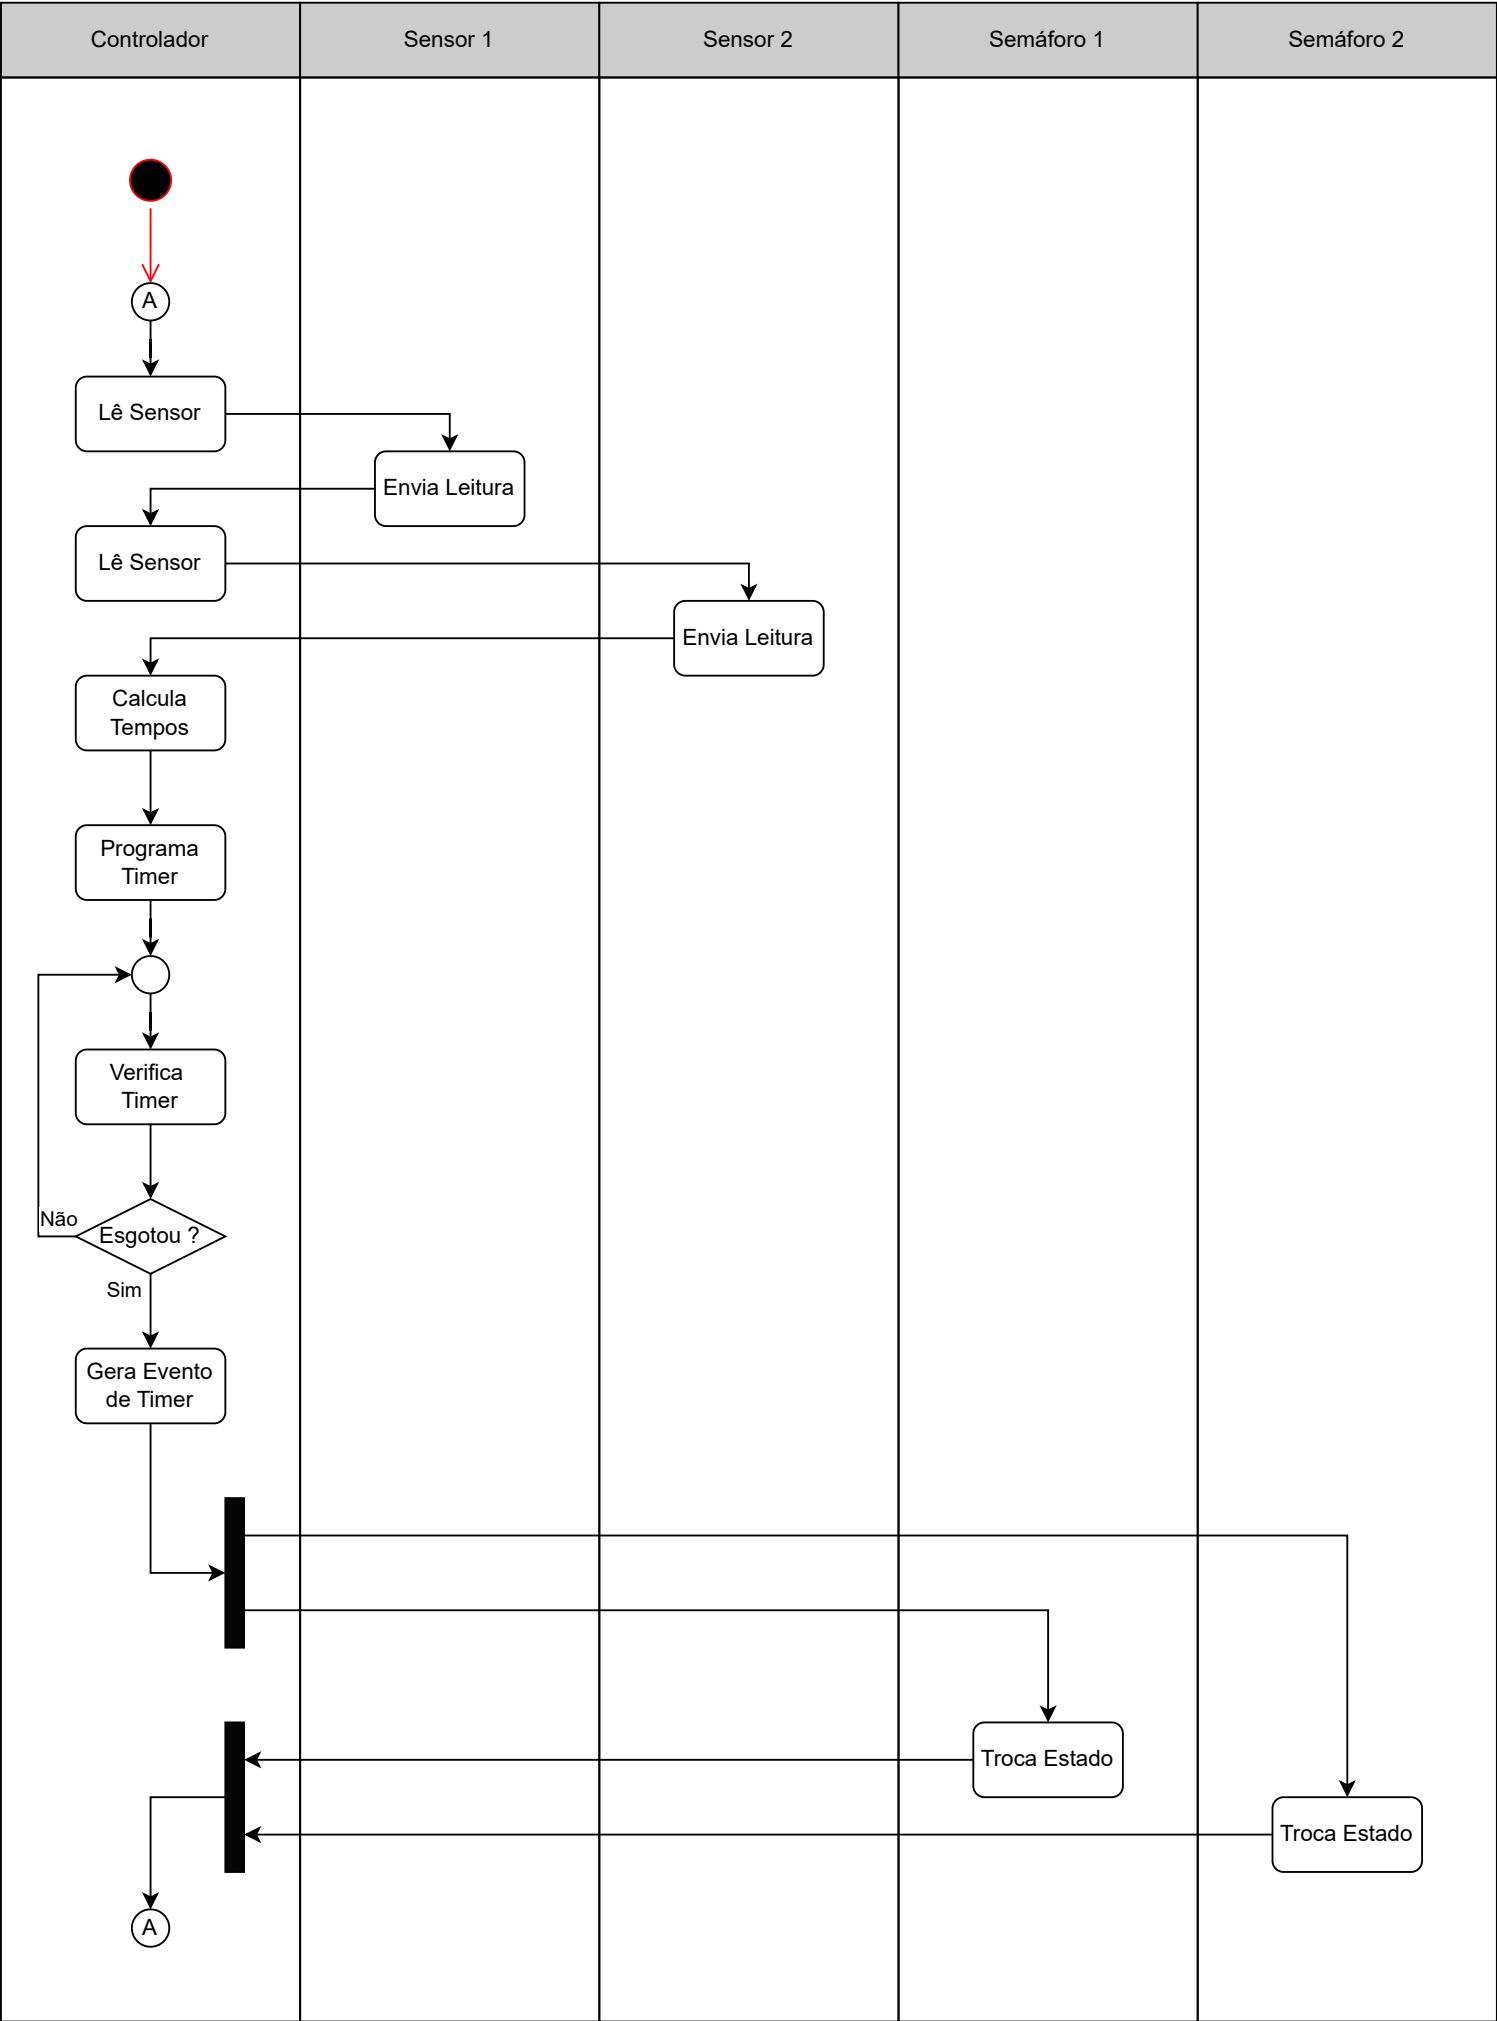 Controlador
Sensor 1
Sensor 2
Semáforo 1
Semáforo 2
A
Lê Sensor
Envia Leitura
Lê Sensor
Envia Leitura
Calcula
Tempos
Programa
Timer
Verifica
Timer
Não
Esgotou ?
Sim
Gera Evento
de Timer
Troca Estado
Troca Estado
A